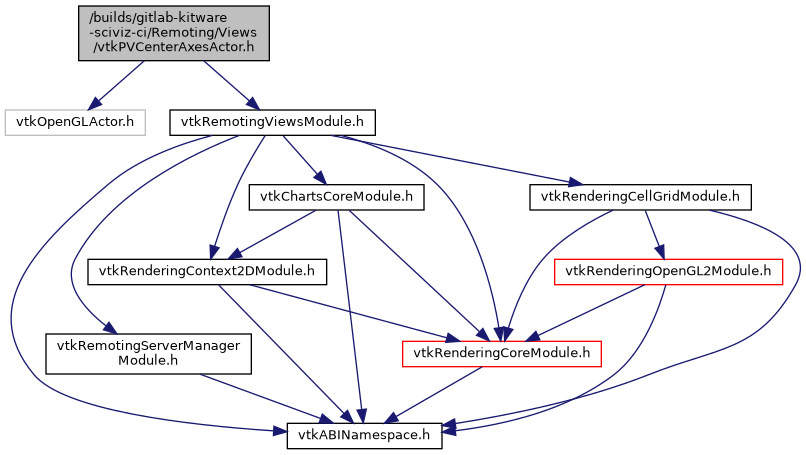 /builds/gitlab-kitware
-sciviz-ci/Remoting/Views
/vtkPVCenterAxesActor.h
vtkOpenGLActor.h
vtkRemotingViewsModule.h
vtkChartsCoreModule.h
vtkRenderingCellGridModule.h
vtkRenderingContext2DModule.h
vtkRenderingOpenGL2Module.h
vtkRemotingServerManager
Module.h
vtkRenderingCoreModule.h
vtkABINamespace.h